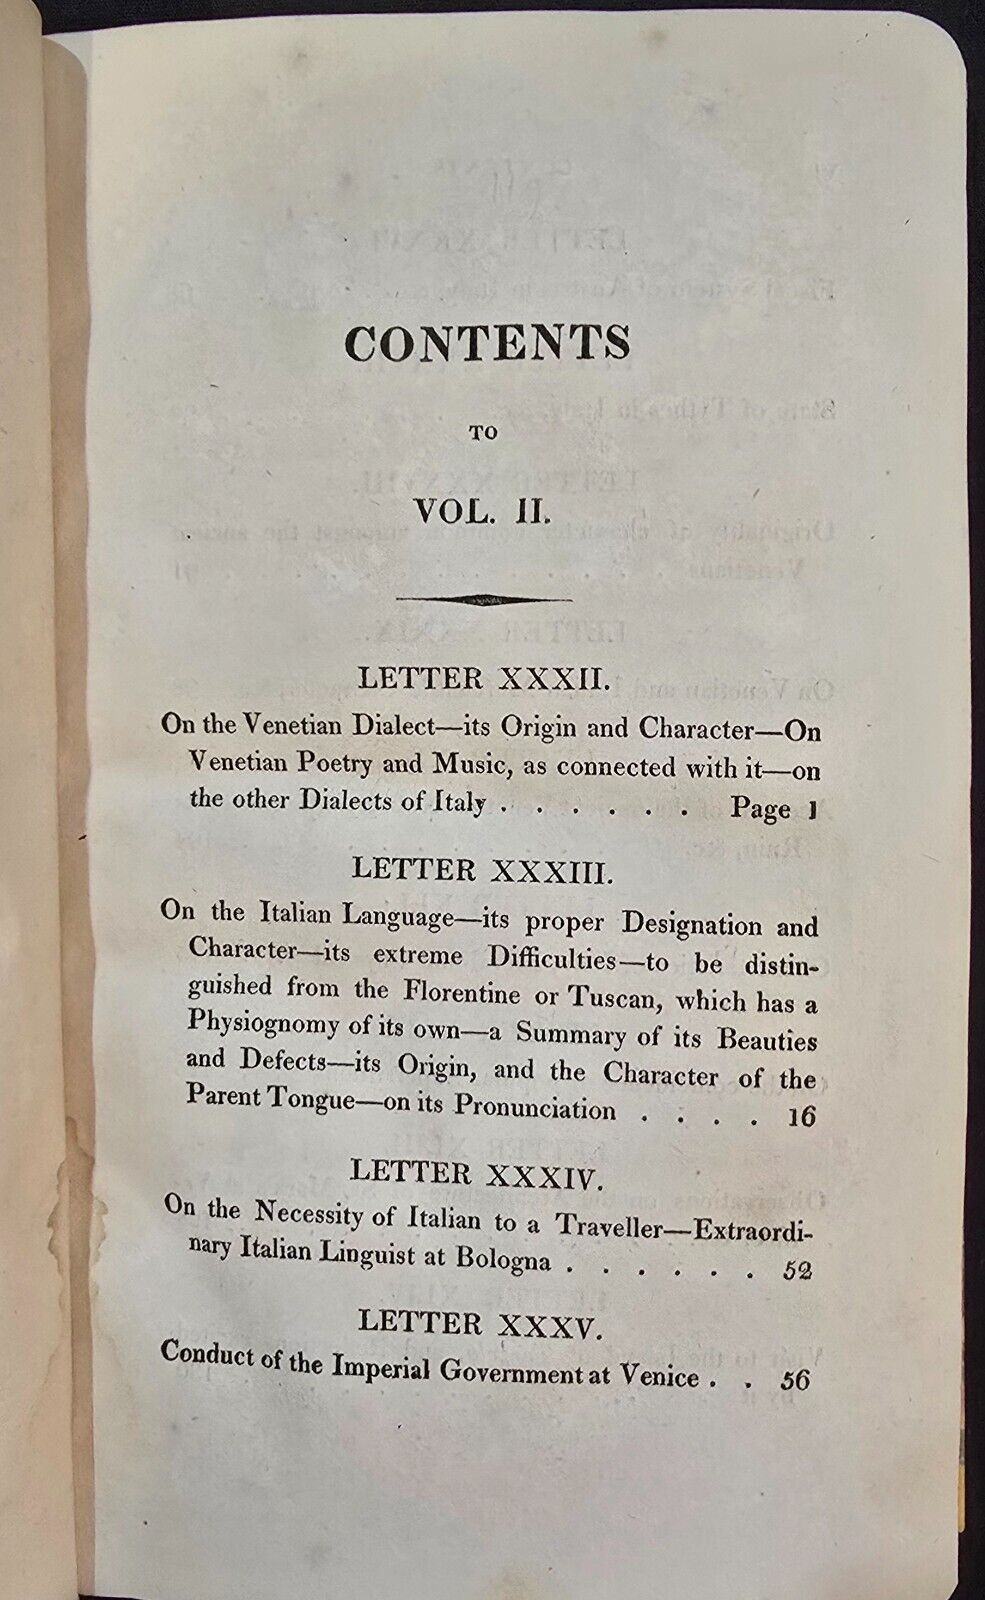 CONTENTS
TO
VOL. II.
LETTER XXXII.
On the Venetian Dialect—its Origin and Character—On
Venetian Poetry and Music, as connected with it—on
the other Dialects of Italy . . . . . . Page 1
LETTER XXXIII.
On the Italian Language—its proper Designation and
Character—its extreme Difficulties—to be distin-
guished from the Florentine or Tuscan, which has a
Physiognomy of its own—a Summary of its Beauties
and Defects—its Origin, and the Character of the
Parent Tongue—on its Pronunciation . . . . 16
LETTER XXXIV.
On the Necessity of Italian to a Traveller—Extraordi-
nary Italian Linguist at Bologna . . . . . . 52
LETTER XXXV.
Conduct of the Imperial Government at Venice . . 56